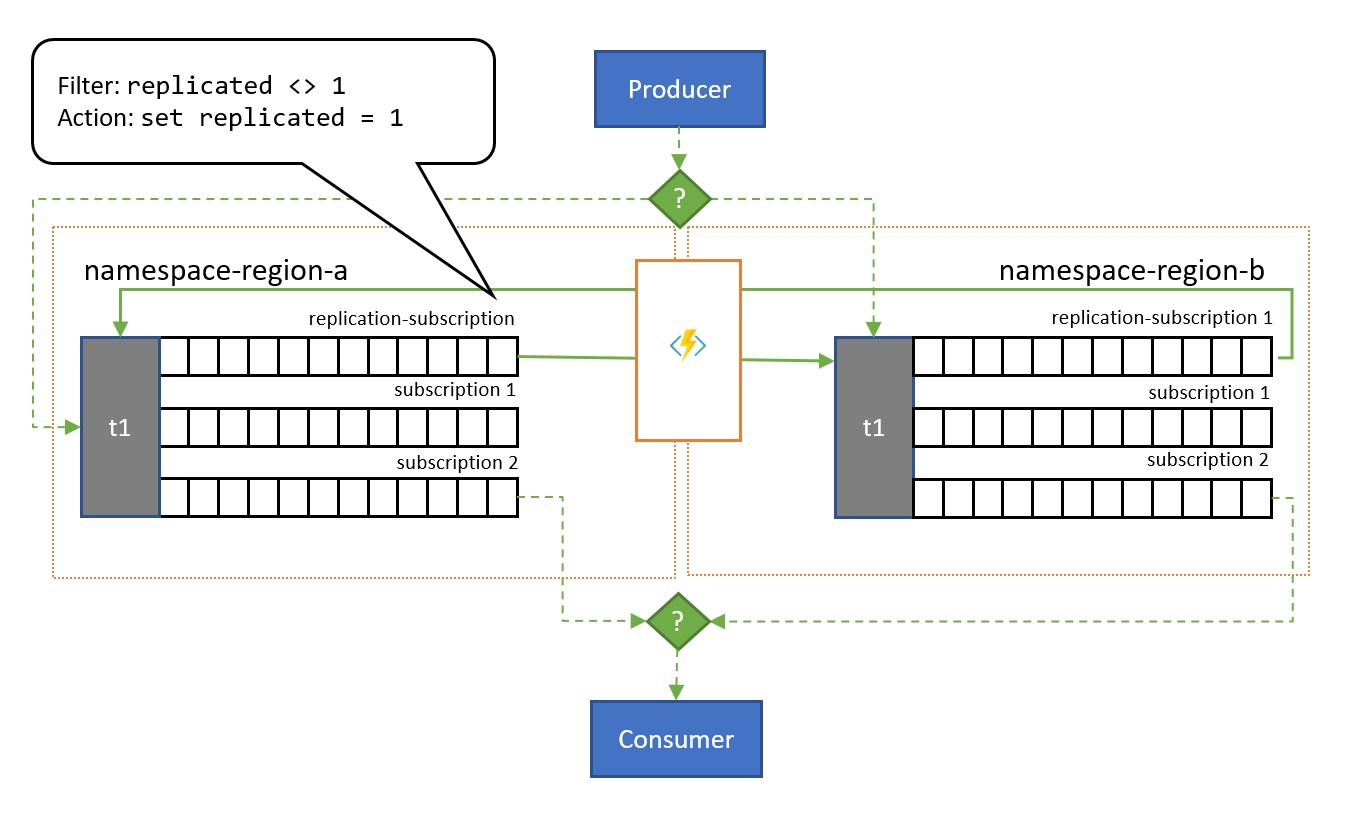 Filter: replicated <> 1
Action: set replicated = 1
Producer
?
namespace-region-a
namespace-region-b
replication-subscription
replication-subscription 1
t1
subscription 1
subscription 2
t1
subscription 1
subscription 2
?
Consumer